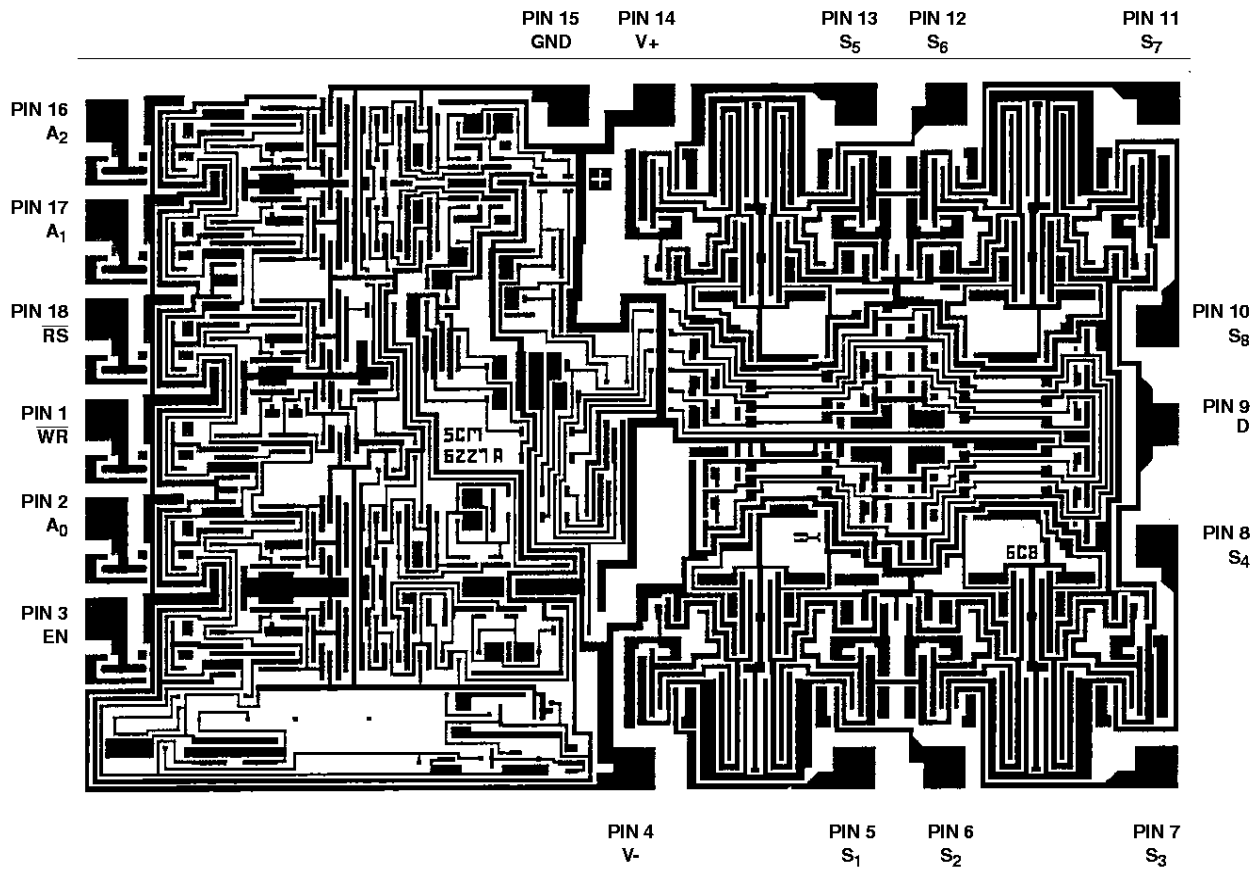 PIN 15 PIN 14 PIN 13 PIN 12 PIN 11
GND V+ S5 S6 S7
PIN 16
A2
PIN 17
A1
PIN 18
RS
PIN 1
WR
PIN 2
A0
PIN 3
EN
SCM
6227A
6CB
PIN 10
S8
PIN 9
D
PIN 8
S4
PIN 4 PIN 5 PIN 6 PIN 7
V- S1 S2 S3